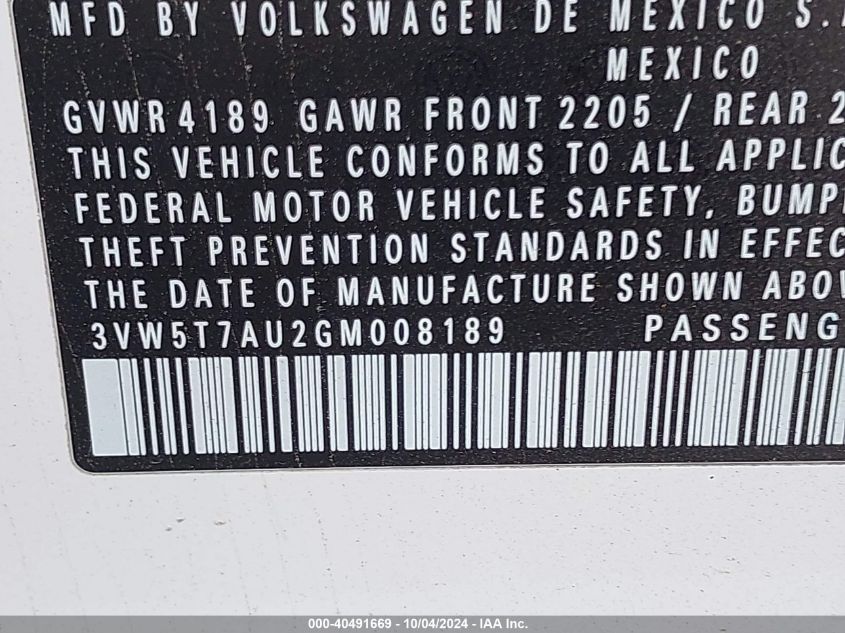 MFD BY VOLKSWAGEN DE MEXICO S.
MEXICO
GVWR 4189 GAWR FRONT 2205 / REAR 2
THIS VEHICLE CONFORMS TO ALL APPLIC
FEDERAL MOTOR VEHICLE SAFETY, BUMP
THEFT PREVENTION STANDARDS IN EFFEC
THE DATE OF MANUFACTURE SHOWN ABOV
3VW5T7AU2GM008189 PASSENG
000-40491669 - 10/04/2024 - IAA Inc.